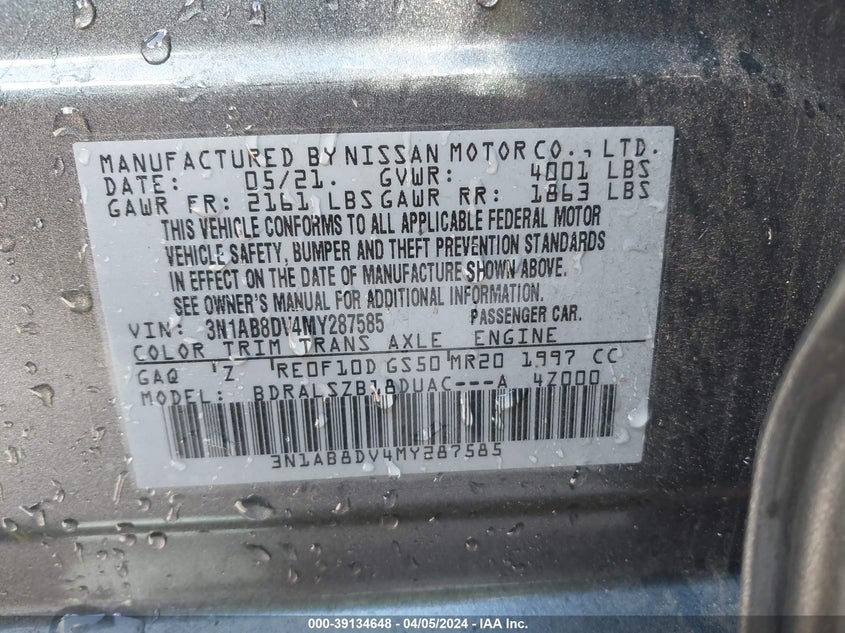 MANUFACTURED BY NISSAN MOTOR CO., LTD.
DATE: 05/21. GVWR: 4001 LBS
GAWR FR: 2161 LBS GAWR RR: 1863 LBS
THIS VEHICLE CONFORMS TO ALL APPLICABLE FEDERAL MOTOR
VEHICLE SAFETY, BUMPER AND THEFT PREVENTION STANDARDS
IN EFFECT ON THE DATE OF MANUFACTURE SHOWN ABOVE.
SEE OWNER'S MANUAL FOR ADDITIONAL INFORMATION.
VIN: 3N1AB8DV4MY287585 PASSENGER CAR.
COLOR TRIM TRANS AXLE ENGINE
GAQ Z RE0F10D GS50 MR20 1997 CC
MODEL: BDRALSZB18DUAC---A 4Z000
3N1AB8DV4MY287585
000-39134648 - 04/05/2024 - IAA Inc.